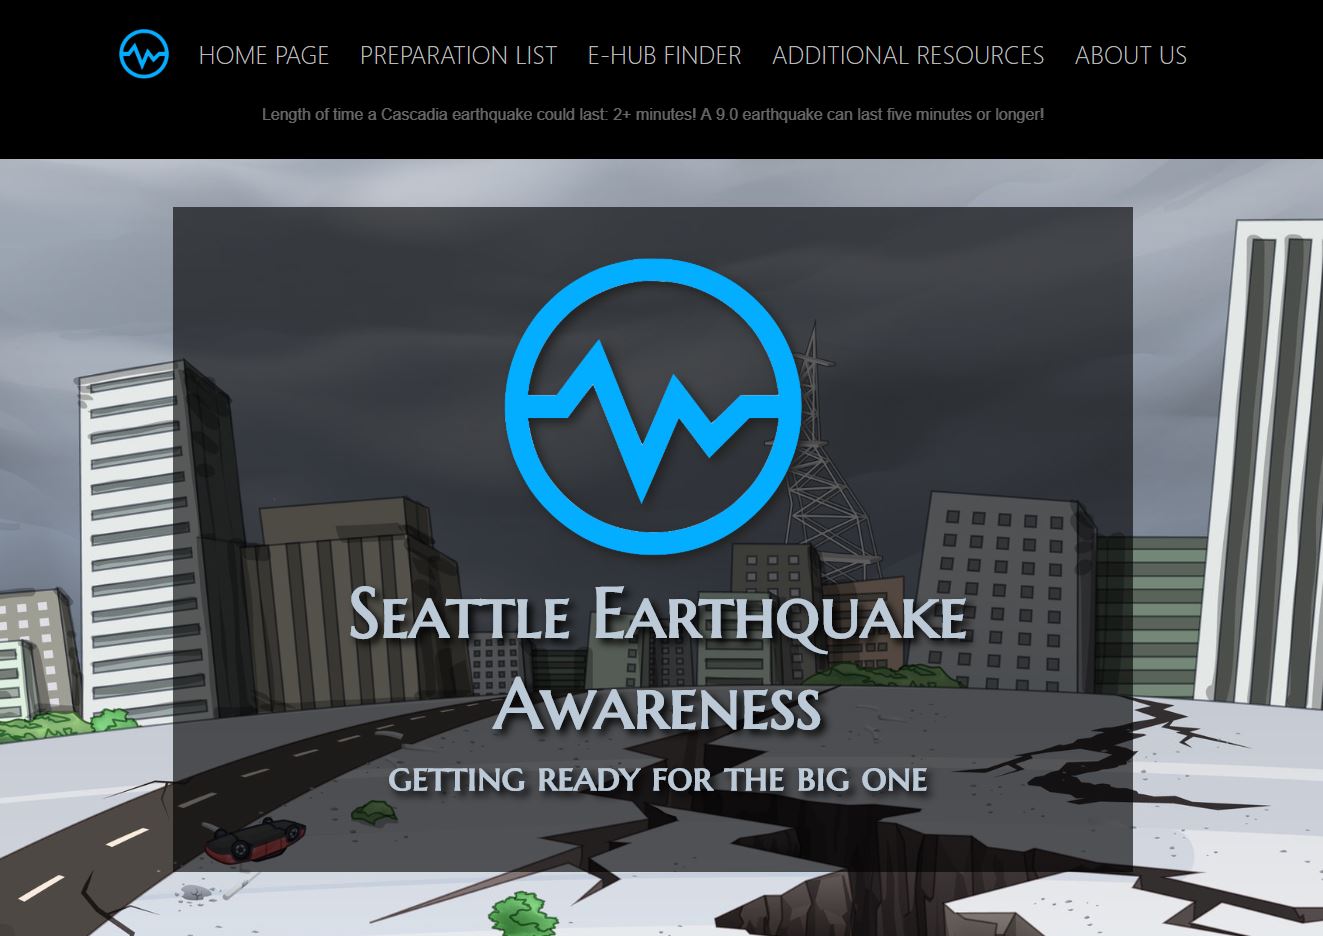 HOME PAGE PREPARATION LIST E-HUB FINDER ADDITIONAL RESOURCES ABOUT US
Length of time a Cascadia earthquake could last: 2+ minutes! A 9.0 earthquake can last five minutes or longer!
Seattle Earthquake
Awareness
getting ready for the big one